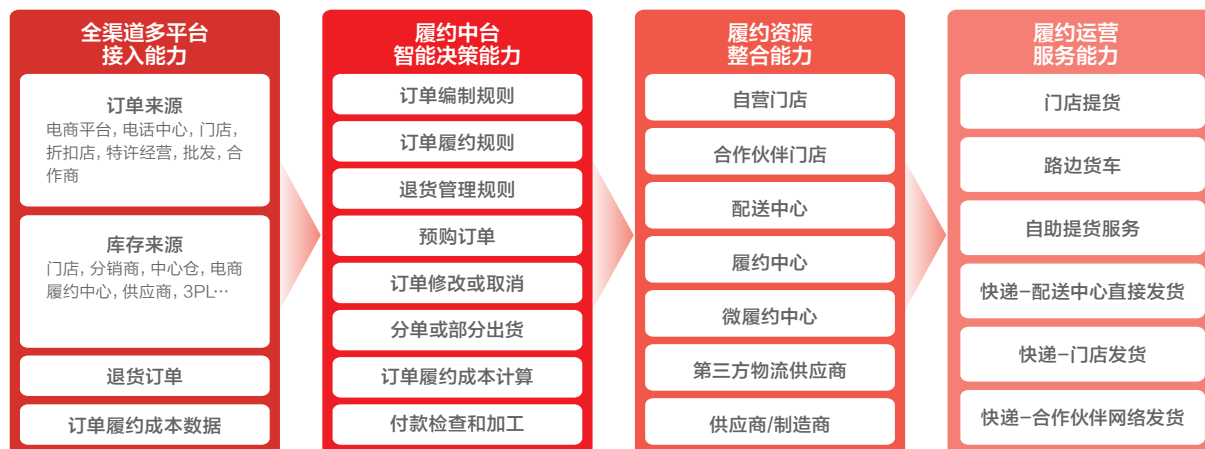 全渠道多平台
接入能力
订单来源
电商平台, 电话中心, 门店,
折扣店, 特许经营, 批发, 合
作商
库存来源
门店, 分销商, 中心仓, 电商
履约中心, 供应商, 3PL…
退货订单
订单履约成本数据
履约中台
智能决策能力
订单编制规则
订单履约规则
退货管理规则
预购订单
订单修改或取消
分单或部分出货
订单履约成本计算
付款检查和加工
履约资源
整合能力
自营门店
合作伙伴门店
配送中心
履约中心
微履约中心
第三方物流供应商
供应商/制造商
履约运营
服务能力
门店提货
路边货车
自助提货服务
快递–配送中心直接发货
快递–门店发货
快递–合作伙伴网络发货